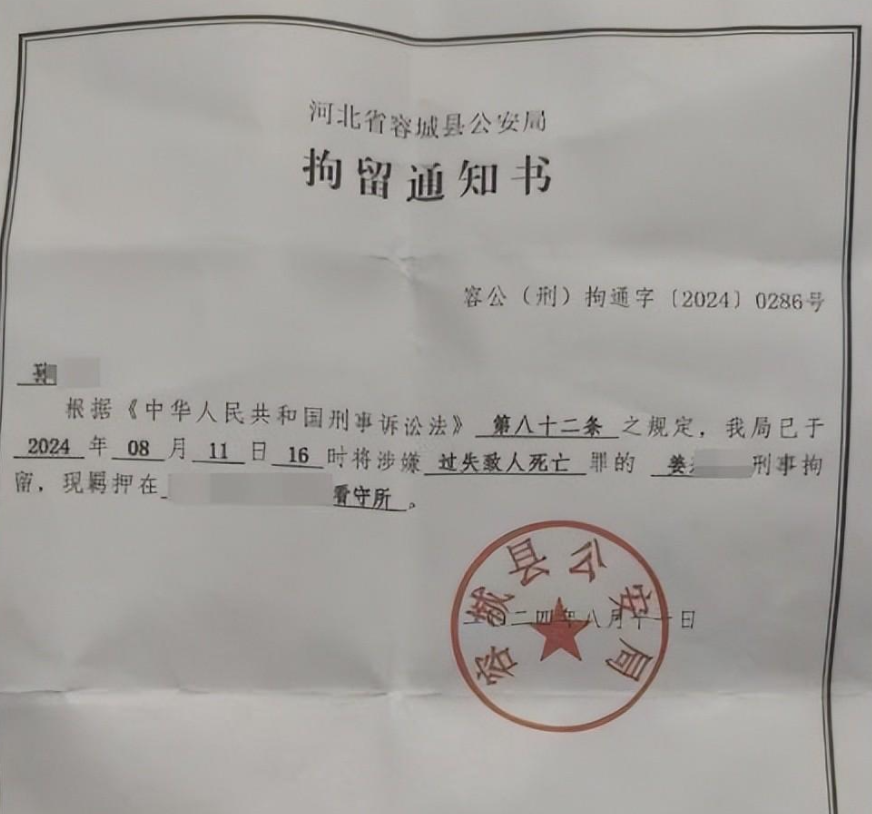 河北省容城县公安局
拘留通知书
容公（刑）拘通字〔2024〕0286号
根据《中华人民共和国刑事诉讼法》 第八十二条 之规定，我局已于
2024 年 08 月 11 日 16 时将涉嫌 过失致人死亡 罪的 姜 刑事拘
留，现羁押在 看守所。
容城县公安局
二〇二四年八月十一日